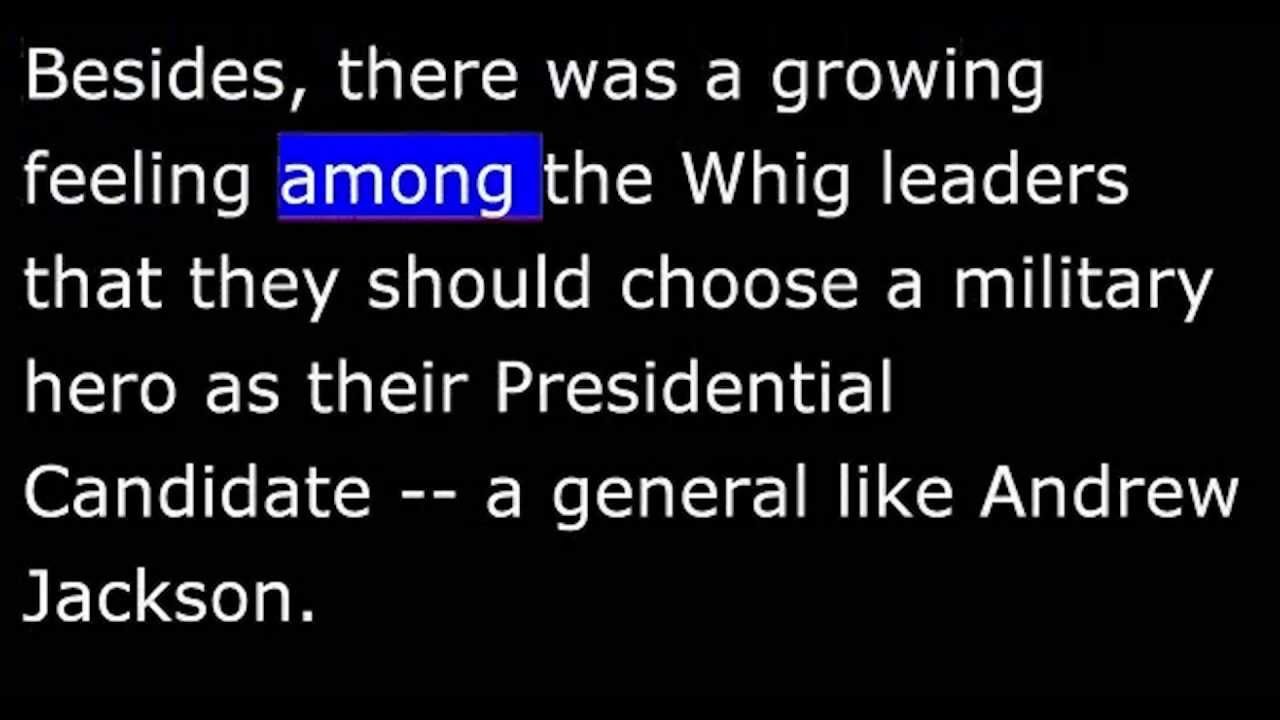 Besides, there was a growing
feeling among the Whig leaders
that they should choose a military
hero as their Presidential
Candidate -- a general like Andrew
Jackson.